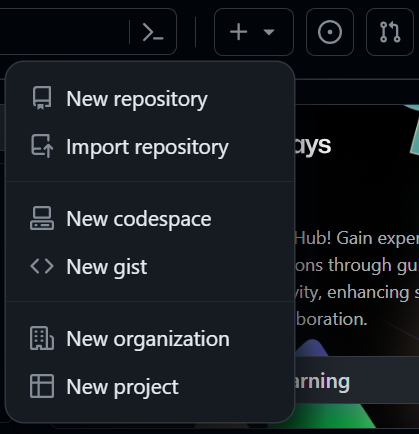 New repository
Import repository
New codespace
New gist
New organization
New project
ays
Hub! Gain exper
ons through gu
vity, enhancing s
boration.
arning